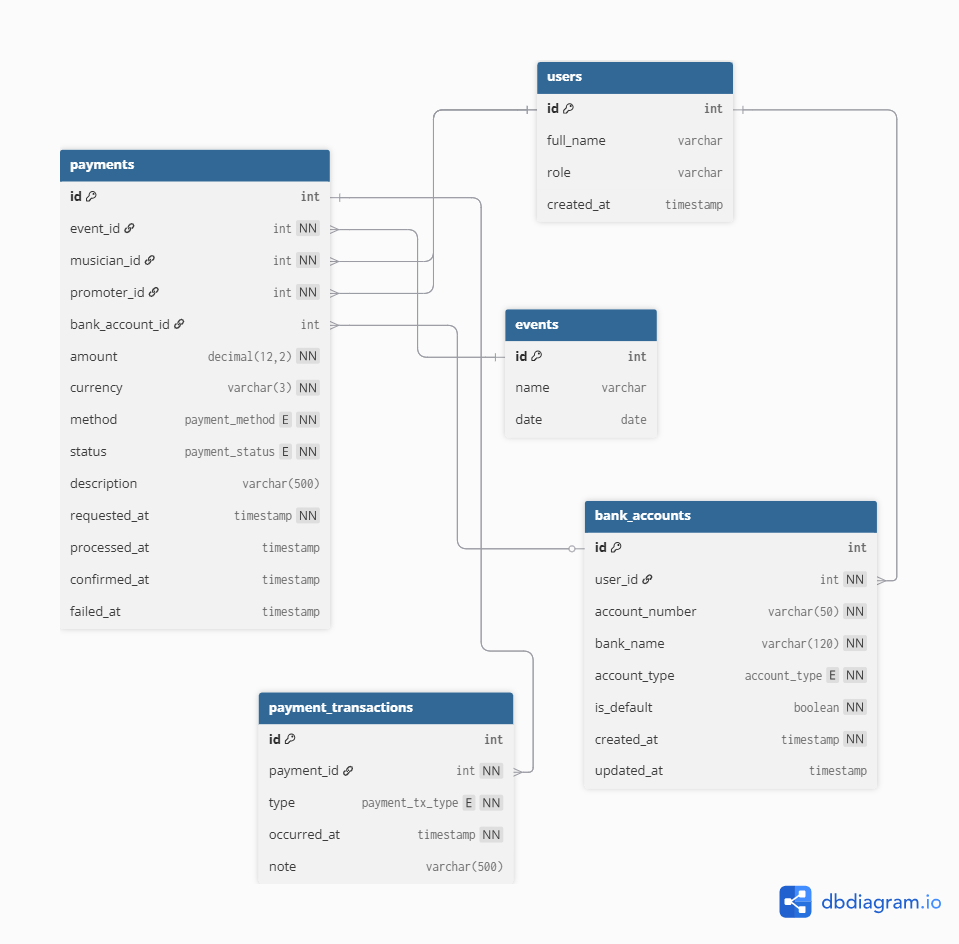 users
id int
full_name varchar
role varchar
created_at timestamp
payments
id int
event_id int NN
musician_id int NN
promoter_id int NN
bank_account_id int
amount decimal(12,2) NN
currency varchar(3) NN
method payment_method E NN
status payment_status E NN
description varchar(500)
requested_at timestamp NN
processed_at timestamp
confirmed_at timestamp
failed_at timestamp
events
id int
name varchar
date date
bank_accounts
id int
user_id int NN
account_number varchar(50) NN
bank_name varchar(120) NN
account_type account_type E NN
is_default boolean NN
created_at timestamp NN
updated_at timestamp
payment_transactions
id int
payment_id int NN
type payment_tx_type E NN
occurred_at timestamp NN
note varchar(500)
dbdiagram.io